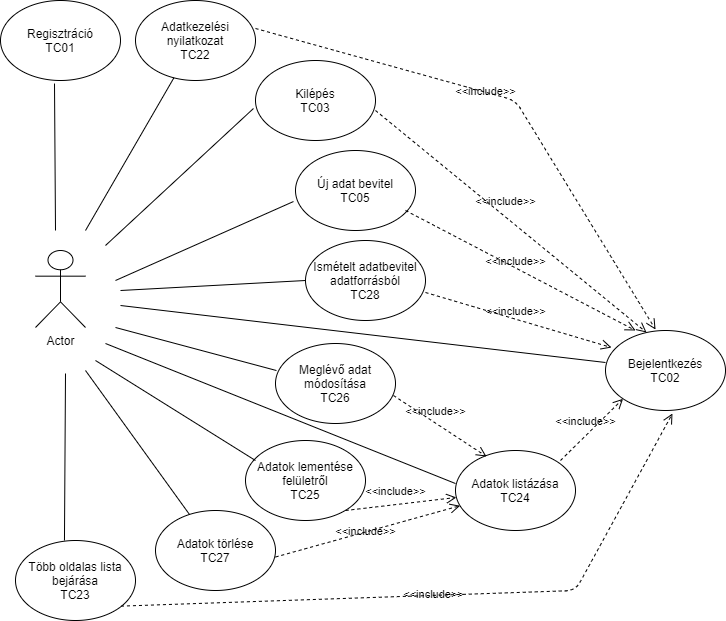 Regisztráció
TC01
Adatkezelési
nyilatkozat
TC22
<<include>>
Kilépés
TC03
Új adat bevitel
TC05
<<include>>
<<include>>
Ismételt adatbevitel
adatforrásból
TC28
<<include>>
Actor
Bejelentkezés
TC02
Meglévő adat
módosítása
TC26
<<include>>
<<include>>
Adatok lementése
felületről
TC25
<<include>>
Adatok listázása
TC24
<<include>>
Adatok törlése
TC27
Több oldalas lista
bejárása
TC23
<<include>>